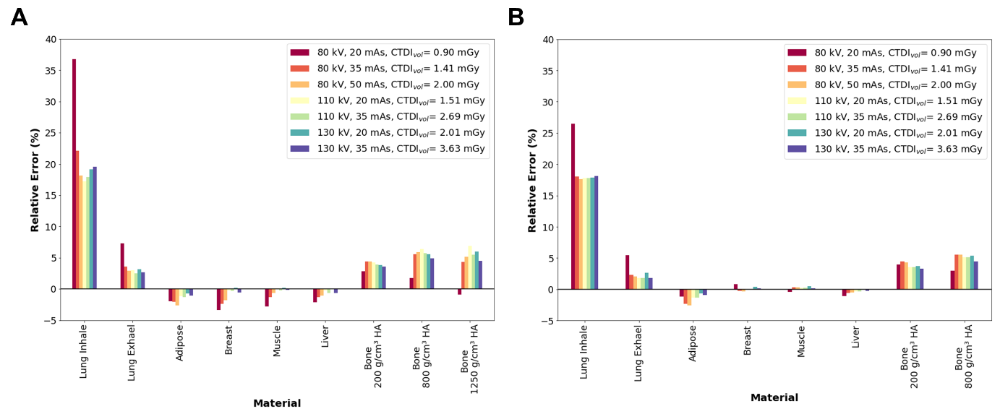 A
40
35
30
25
20
15
10
5
0
−5
Relative Error (%)
80 kV, 20 mAs, CTDIvol= 0.90 mGy
80 kV, 35 mAs, CTDIvol= 1.41 mGy
80 kV, 50 mAs, CTDIvol= 2.00 mGy
110 kV, 20 mAs, CTDIvol= 1.51 mGy
110 kV, 35 mAs, CTDIvol= 2.69 mGy
130 kV, 20 mAs, CTDIvol= 2.01 mGy
130 kV, 35 mAs, CTDIvol= 3.63 mGy
Lung Inhale
Lung Exhael
Adipose
Breast
Muscle
Liver
Bone
200 g/cm³ HA
Bone
800 g/cm³ HA
Bone
1250 g/cm³ HA
Material
B
40
35
30
25
20
15
10
5
0
−5
Relative Error (%)
80 kV, 20 mAs, CTDIvol= 0.90 mGy
80 kV, 35 mAs, CTDIvol= 1.41 mGy
80 kV, 50 mAs, CTDIvol= 2.00 mGy
110 kV, 20 mAs, CTDIvol= 1.51 mGy
110 kV, 35 mAs, CTDIvol= 2.69 mGy
130 kV, 20 mAs, CTDIvol= 2.01 mGy
130 kV, 35 mAs, CTDIvol= 3.63 mGy
Lung Inhale
Lung Exhael
Adipose
Breast
Muscle
Liver
Bone
200 g/cm³ HA
Bone
800 g/cm³ HA
Material